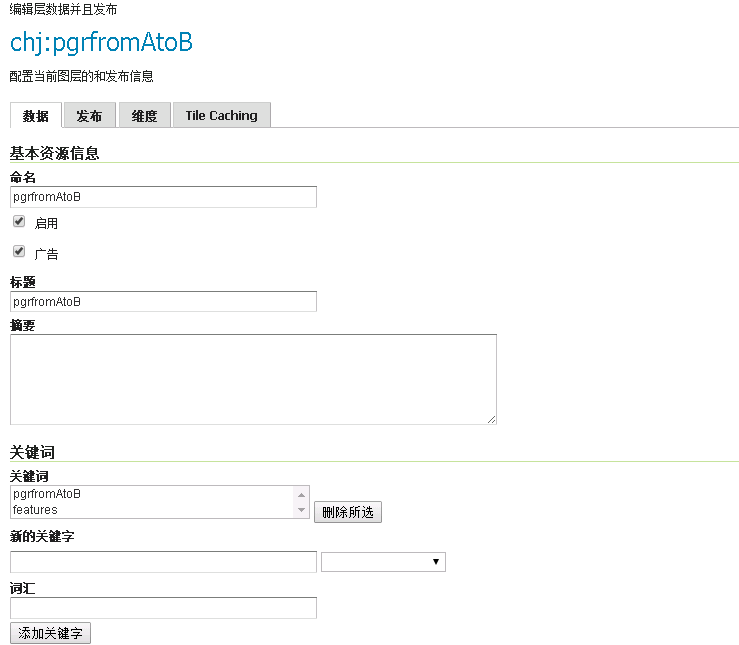 编辑层数据并且发布
chj:pgrfromAtoB
配置当前图层的和发布信息
数据 发布 维度 Tile Caching
基本资源信息
命名
pgrfromAtoB
启用
广告
标题
pgrfromAtoB
摘要
关键词
关键词
pgrfromAtoB
features
删除所选
新的关键字
词汇
添加关键字